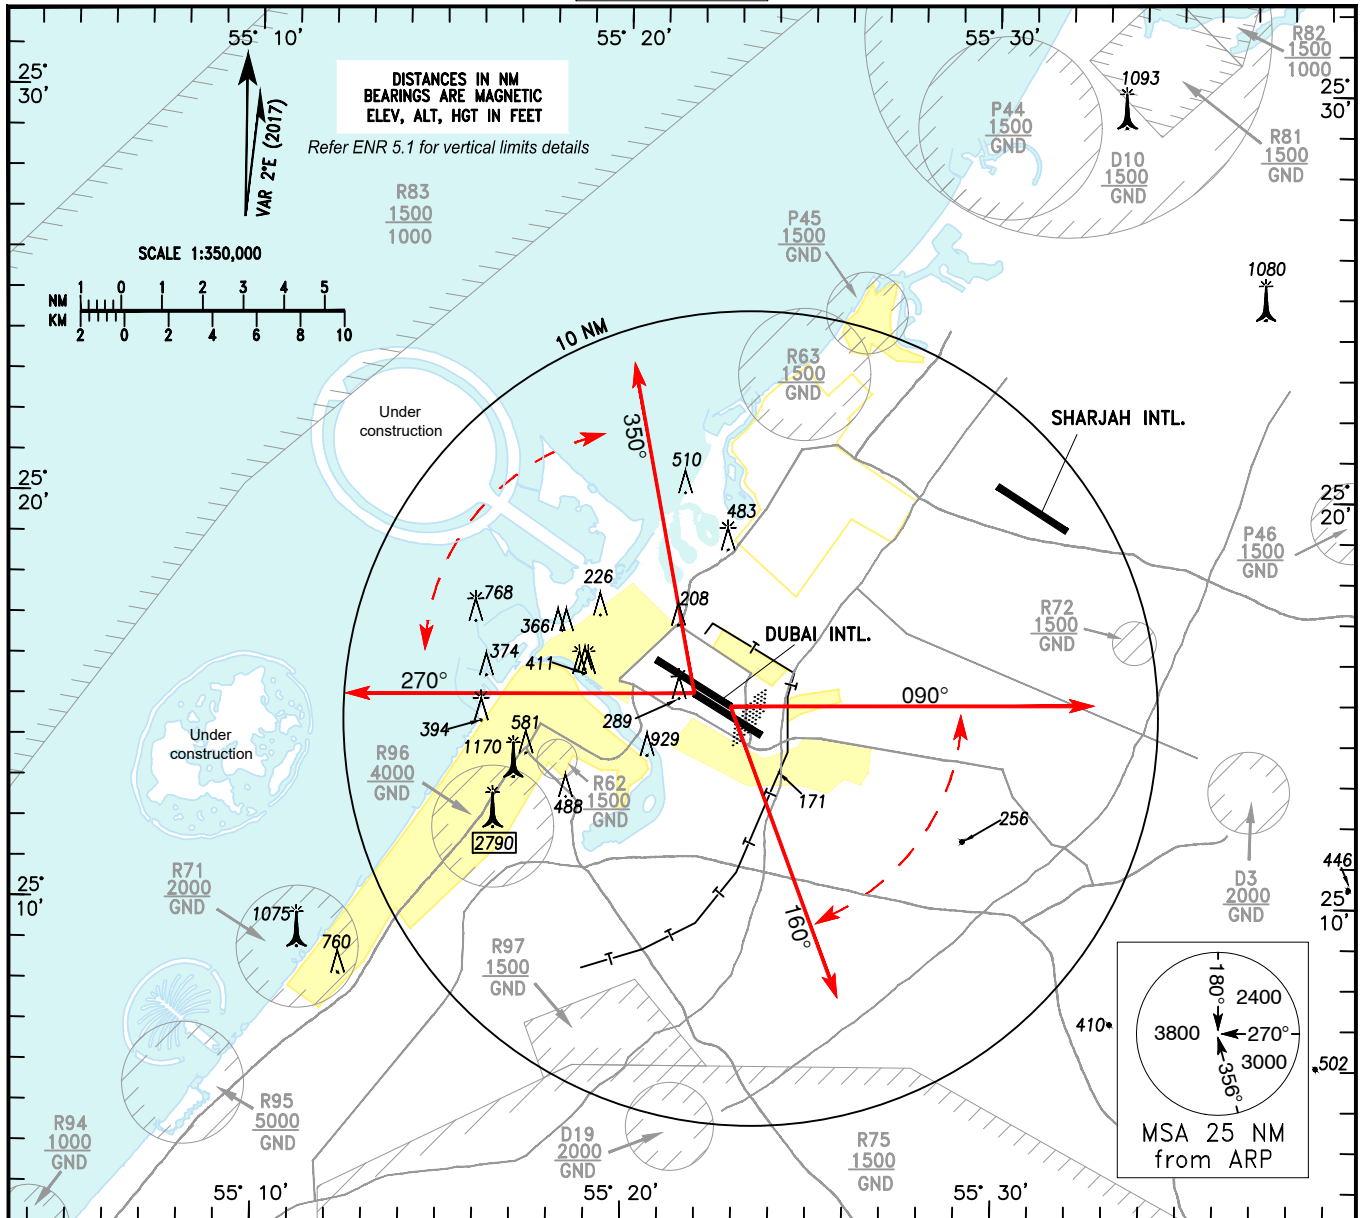 55° 10'
55° 20'
55° 30'
25°
30'
25°
30'
DISTANCES IN NM
BEARINGS ARE MAGNETIC
ELEV, ALT, HGT IN FEET
Refer ENR 5.1 for vertical limits details
VAR 2°E (2017)
SCALE 1:350,000
NM
1 0 1 2 3 4 5
KM
2 0 2 4 6 8 10
R83
1500
1000
P44
1500
GND
1093
D10
1500
GND
R82
1500
1000
R81
1500
GND
P45
1500
GND
1080
10 NM
R63
1500
GND
Under
construction
350°
SHARJAH INTL.
510
483
25°
20'
25°
20'
P46
1500
GND
768
226
366
208
R72
1500
GND
374
411
DUBAI INTL.
270°
090°
394
289
581
929
1170
Under
construction
R96
4000
GND
R62
1500
GND
488
171
256
2790
D3
2000
GND
446
25°
10'
25°
10'
R71
2000
GND
1075
760
160°
R97
1500
GND
410
502
180°
2400
3800
270°
3000
356°
MSA 25 NM
from ARP
R95
5000
GND
R94
1000
GND
D19
2000
GND
R75
1500
GND
55° 10'
55° 20'
55° 30'